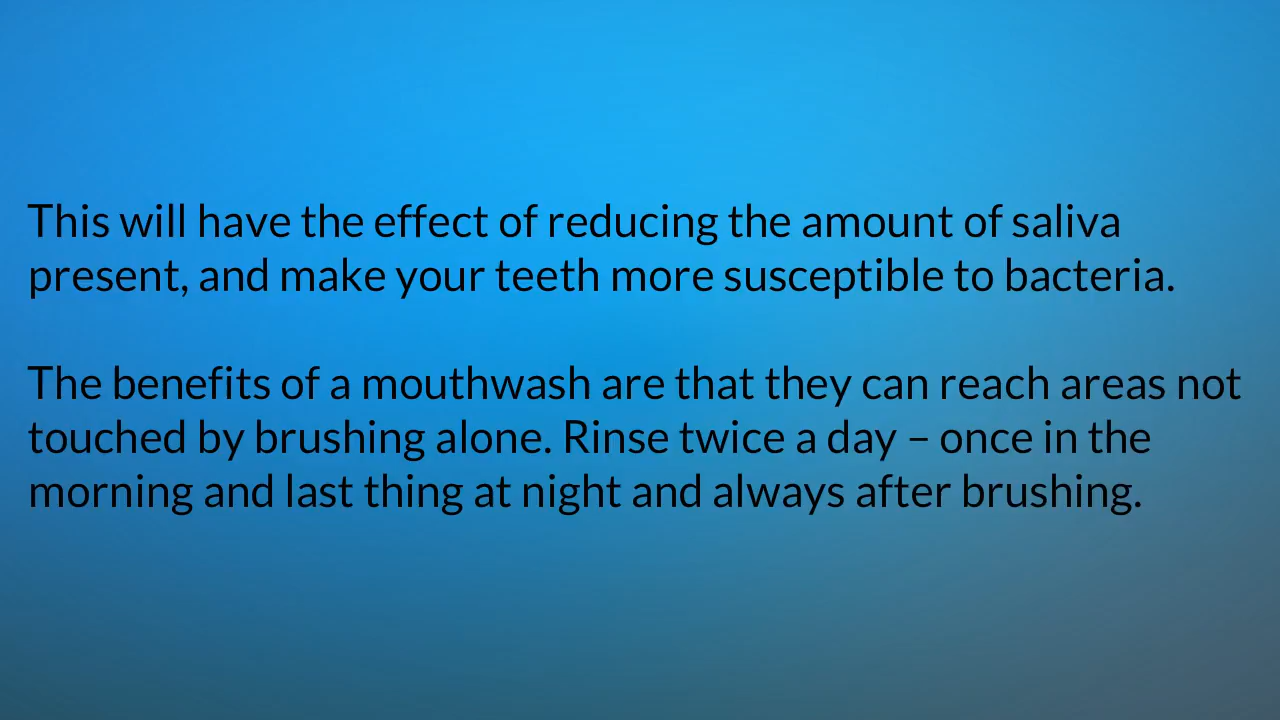 This will have the effect of reducing the amount of saliva
present, and make your teeth more susceptible to bacteria.
The benefits of a mouthwash are that they can reach areas not
touched by brushing alone. Rinse twice a day – once in the
morning and last thing at night and always after brushing.